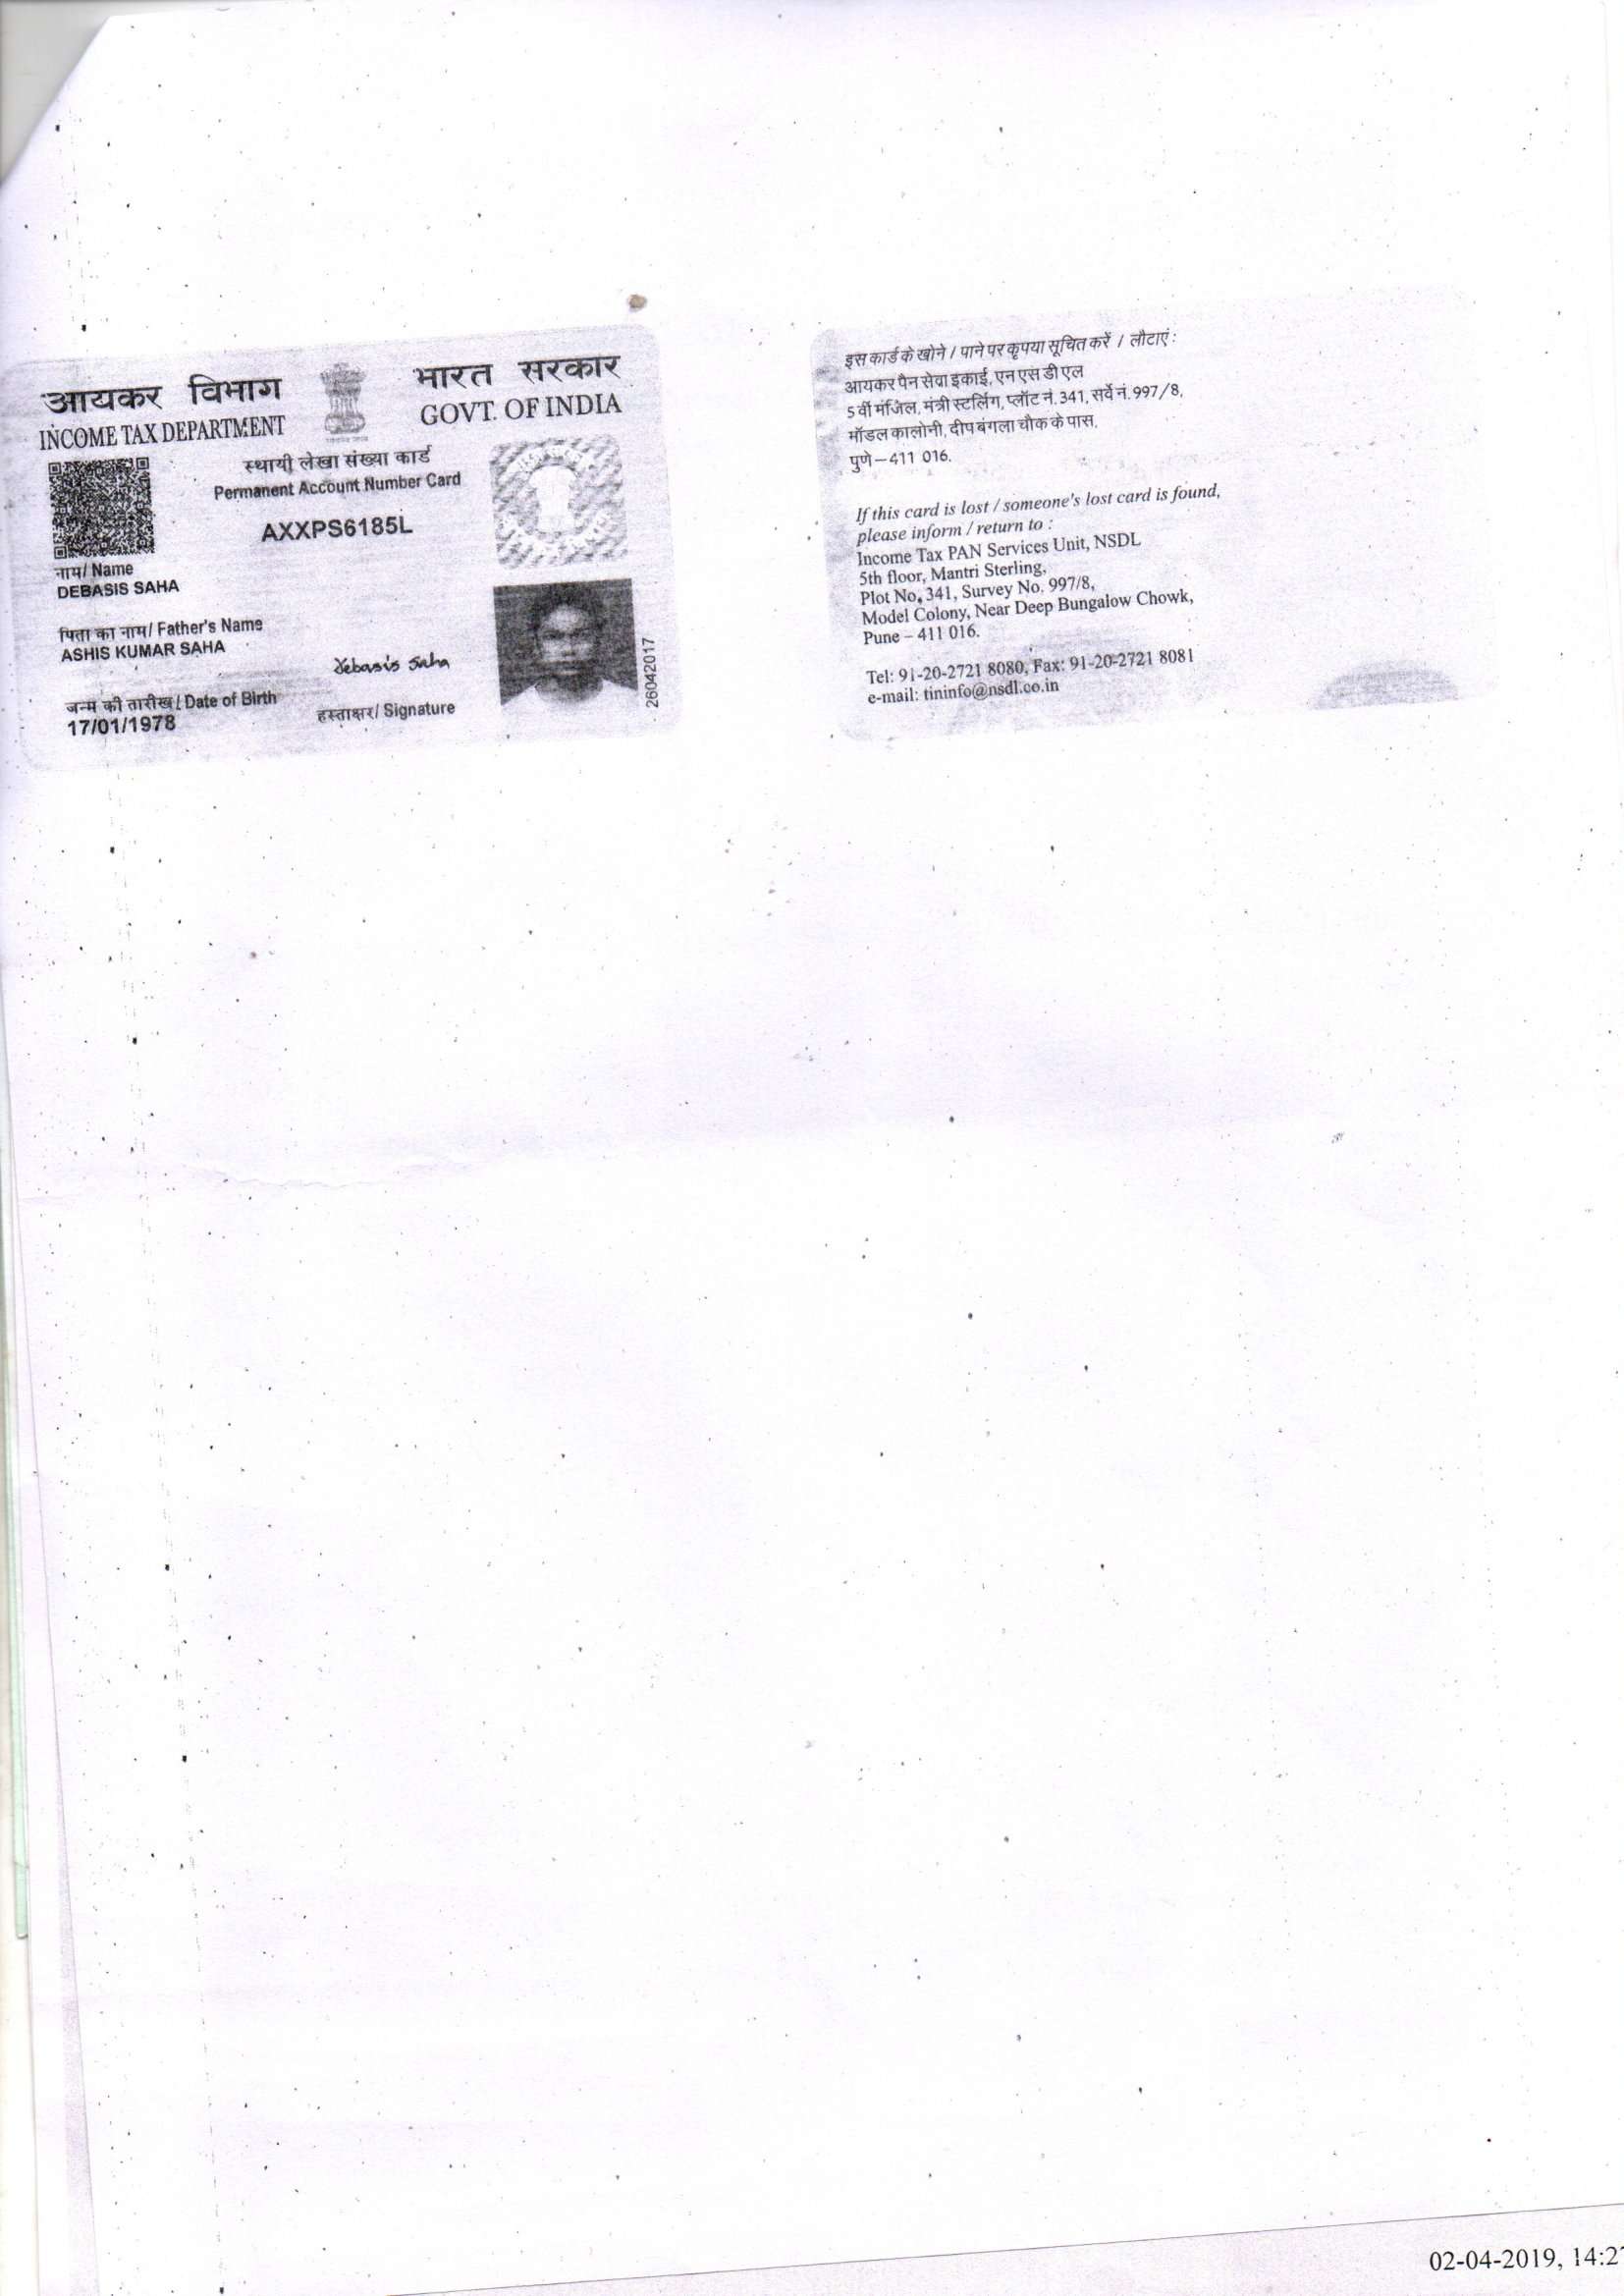 आयकर विभाग
INCOME TAX DEPARTMENT
भारत सरकार
GOVT. OF INDIA
स्थायी लेखा संख्या कार्ड
Permanent Account Number Card
AXXPS6185L
नाम/ Name
DEBASIS SAHA
पिता का नाम/ Father's Name
ASHIS KUMAR SAHA
जन्म की तारीख/ Date of Birth
17/01/1978
Debasis Saha
हस्ताक्षर/ Signature
26042017
इस कार्ड के खोने / पाने पर कृपया सूचित करें / लौटाएं :
आयकर पैन सेवा इकाई, एन एस डी एल
5 वीं मंजिल, मंत्री स्टर्लिंग, प्लॉट नं. 341, सर्वे नं. 997/8,
मॉडल कालोनी, दीप बंगला चौक के पास,
पुणे – 411 016.
If this card is lost / someone's lost card is found,
please inform / return to :
Income Tax PAN Services Unit, NSDL
5th floor, Mantri Sterling,
Plot No. 341, Survey No. 997/8,
Model Colony, Near Deep Bungalow Chowk,
Pune – 411 016.
Tel: 91-20-2721 8080, Fax: 91-20-2721 8081
e-mail: tininfo@nsdl.co.in
02-04-2019, 14:2